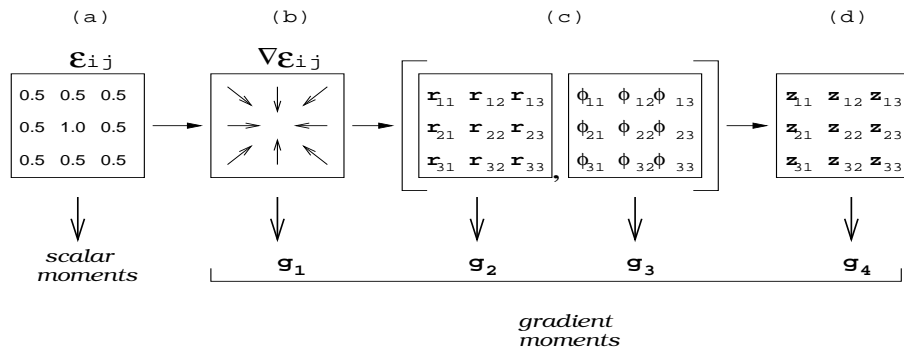 (a) (b) (c) (d)
εij ∇εij
0.5 0.5 0.5
0.5 1.0 0.5
0.5 0.5 0.5
r11 r12 r13
r21 r22 r23
r31 r32 r33
,
ϕ11 ϕ12 ϕ13
ϕ21 ϕ22 ϕ23
ϕ31 ϕ32 ϕ33
z11 z12 z13
z21 z22 z23
z31 z32 z33
scalar
moments
g1 g2 g3 g4
gradient
moments